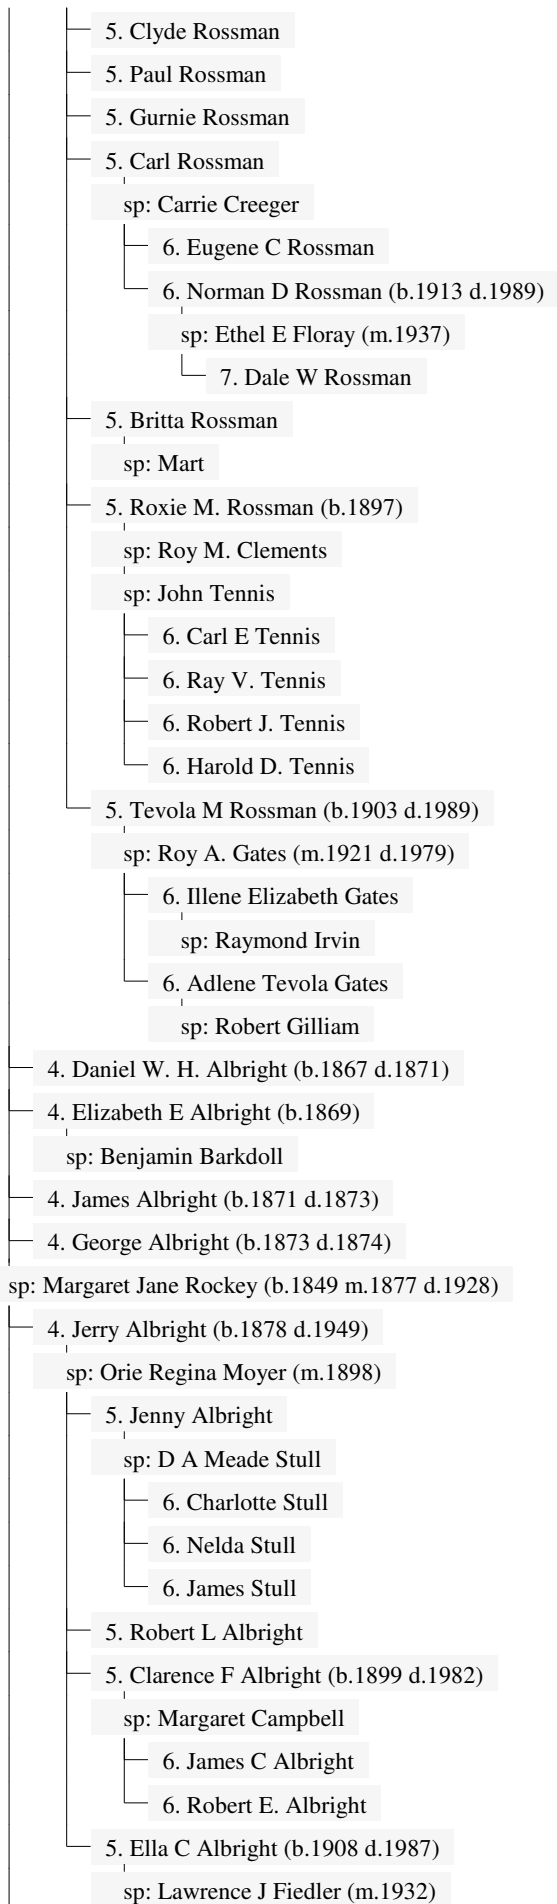 5. Clyde Rossman
5. Paul Rossman
5. Gurnie Rossman
5. Carl Rossman
sp: Carrie Creeger
6. Eugene C Rossman
6. Norman D Rossman (b.1913 d.1989)
sp: Ethel E Floray (m.1937)
7. Dale W Rossman
5. Britta Rossman
sp: Mart
5. Roxie M. Rossman (b.1897)
sp: Roy M. Clements
sp: John Tennis
6. Carl E Tennis
6. Ray V. Tennis
6. Robert J. Tennis
6. Harold D. Tennis
5. Tevola M Rossman (b.1903 d.1989)
sp: Roy A. Gates (m.1921 d.1979)
6. Illene Elizabeth Gates
sp: Raymond Irvin
6. Adlene Tevola Gates
sp: Robert Gilliam
4. Daniel W. H. Albright (b.1867 d.1871)
4. Elizabeth E Albright (b.1869)
sp: Benjamin Barkdoll
4. James Albright (b.1871 d.1873)
4. George Albright (b.1873 d.1874)
sp: Margaret Jane Rockey (b.1849 m.1877 d.1928)
4. Jerry Albright (b.1878 d.1949)
sp: Orie Regina Moyer (m.1898)
5. Jenny Albright
sp: D A Meade Stull
6. Charlotte Stull
6. Nelda Stull
6. James Stull
5. Robert L Albright
5. Clarence F Albright (b.1899 d.1982)
sp: Margaret Campbell
6. James C Albright
6. Robert E. Albright
5. Ella C Albright (b.1908 d.1987)
sp: Lawrence J Fiedler (m.1932)